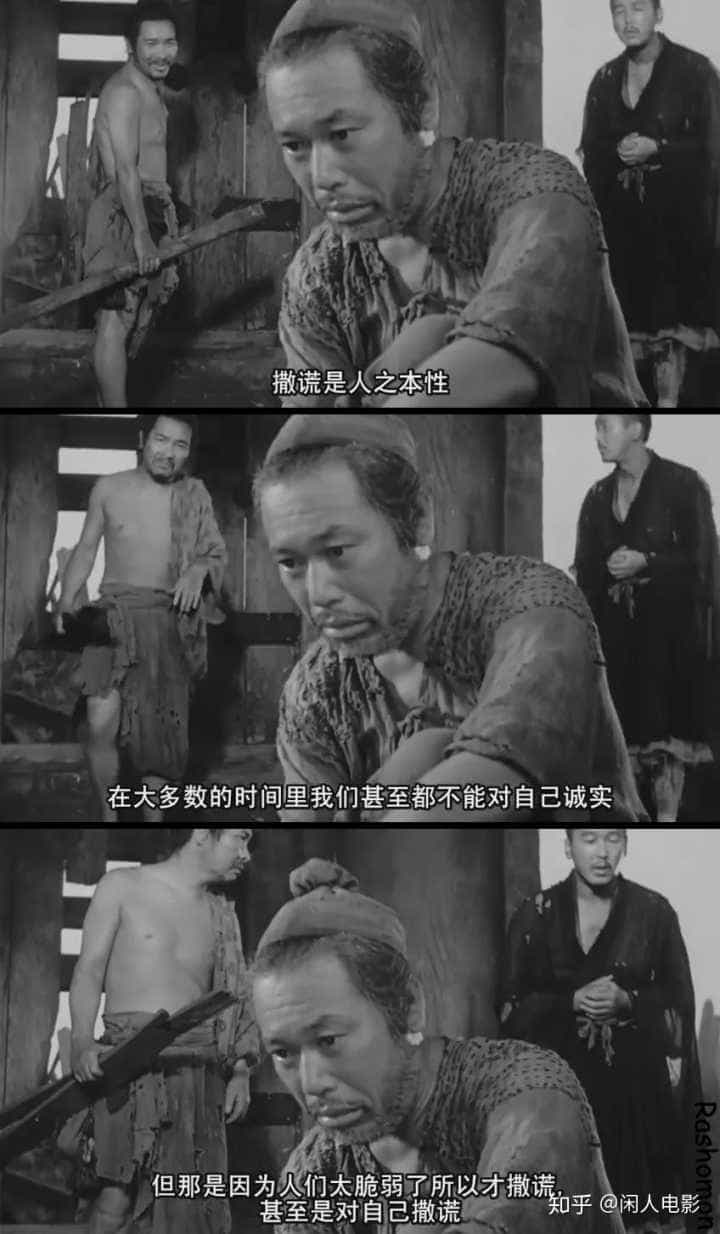 撒谎是人之本性
在大多数的时间里我们甚至都不能对自己诚实
但那是因为人们太脆弱了所以才撒谎,
甚至是对自己撒谎
知乎 @闲人电影
Rashomon